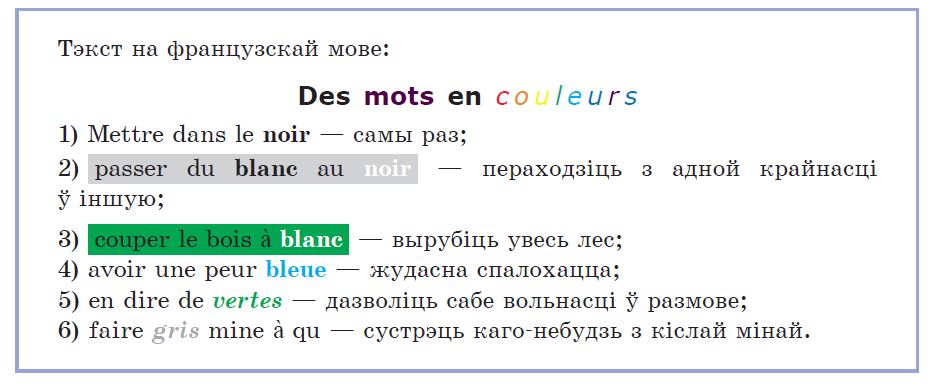 Тэкст на французскай мове:
Des mots en couleurs
1) Mettre dans le noir — самы раз;
2) passer du blanc au noir — пераходзіць з адной крайнасці
ў іншую;
3) couper le bois à blanc — вырубіць увесь лес;
4) avoir une peur bleue — жудасна спалохацца;
5) en dire de vertes — дазволіць сабе вольнасці ў размове;
6) faire gris mine à qu — сустрэць каго-небудзь з кіслай мінай.